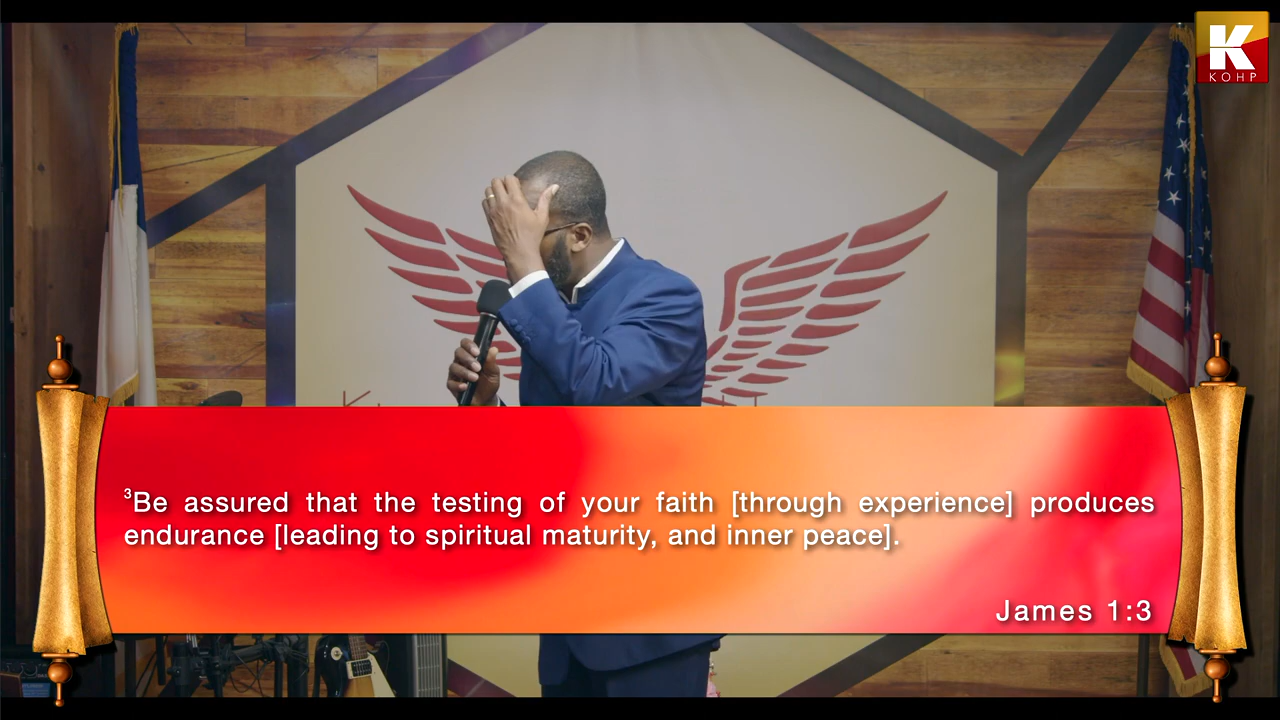 K
KOHP
³Be assured that the testing of your faith [through experience] produces
endurance [leading to spiritual maturity, and inner peace].
James 1:3